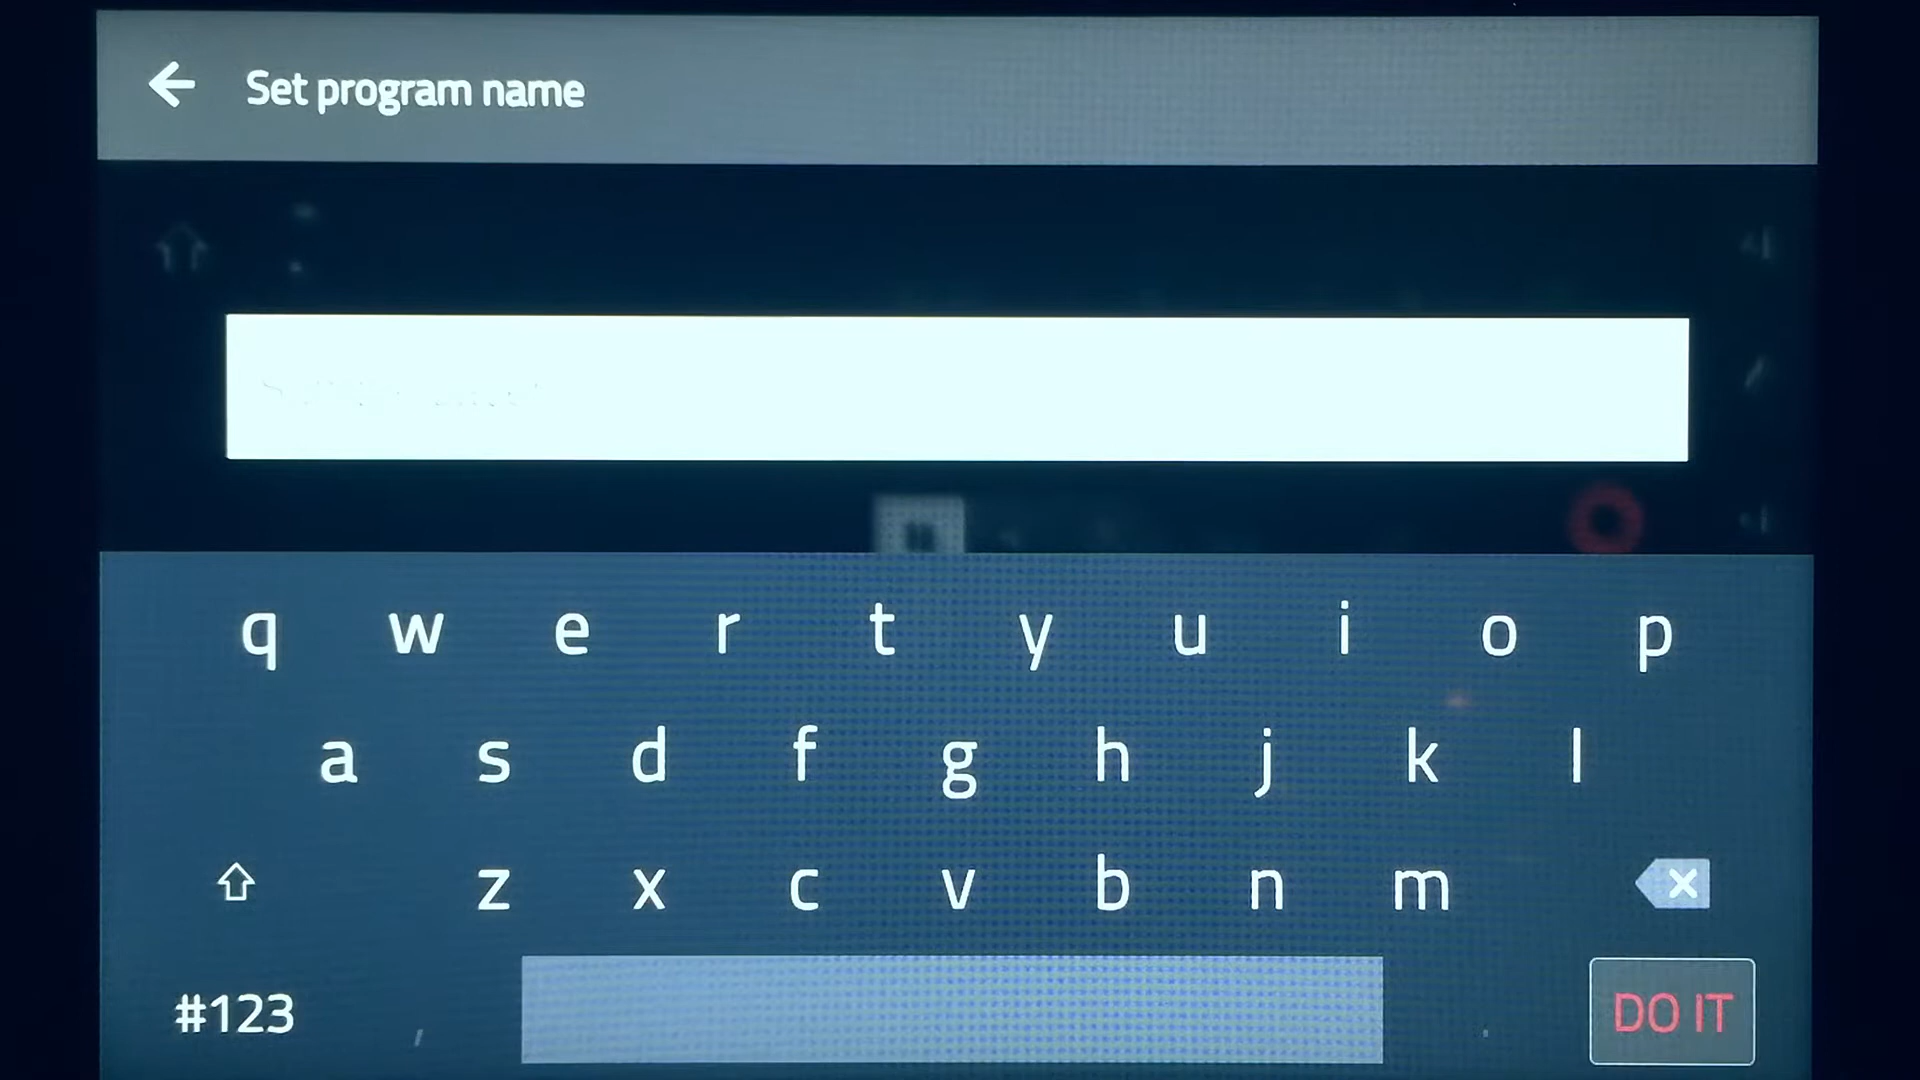 Set program name
q w e r t y u i o p
a s d f g h j k l
z x c v b n m
#123 , . DO IT